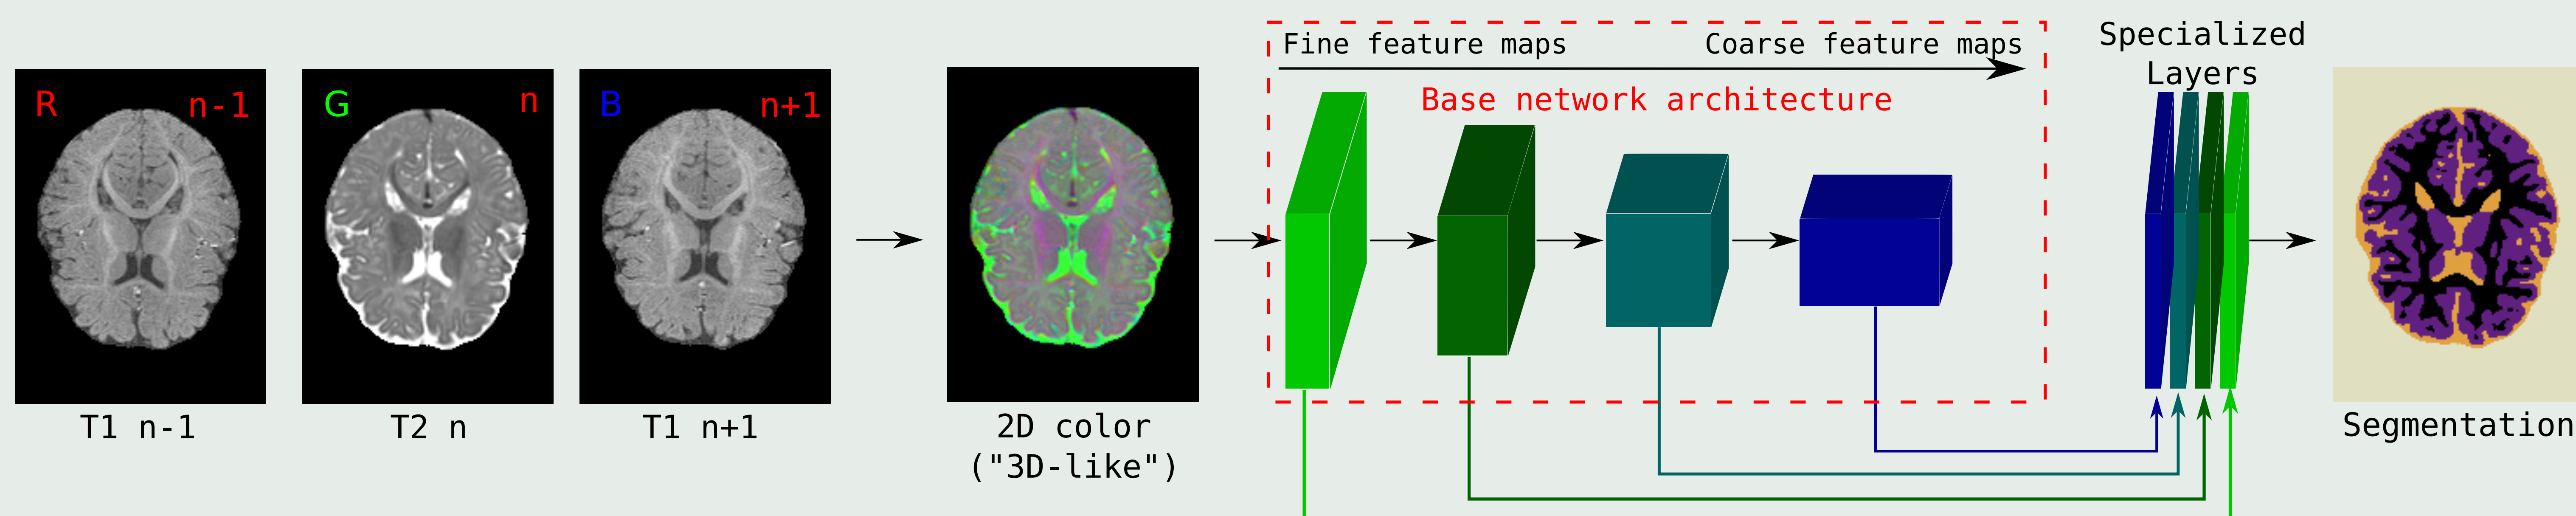 R
n-1
T1 n-1
G
n
T2 n
B
n+1
T1 n+1
2D color
("3D-like")
Fine feature maps
Coarse feature maps
Base network architecture
Specialized
Layers
Segmentation